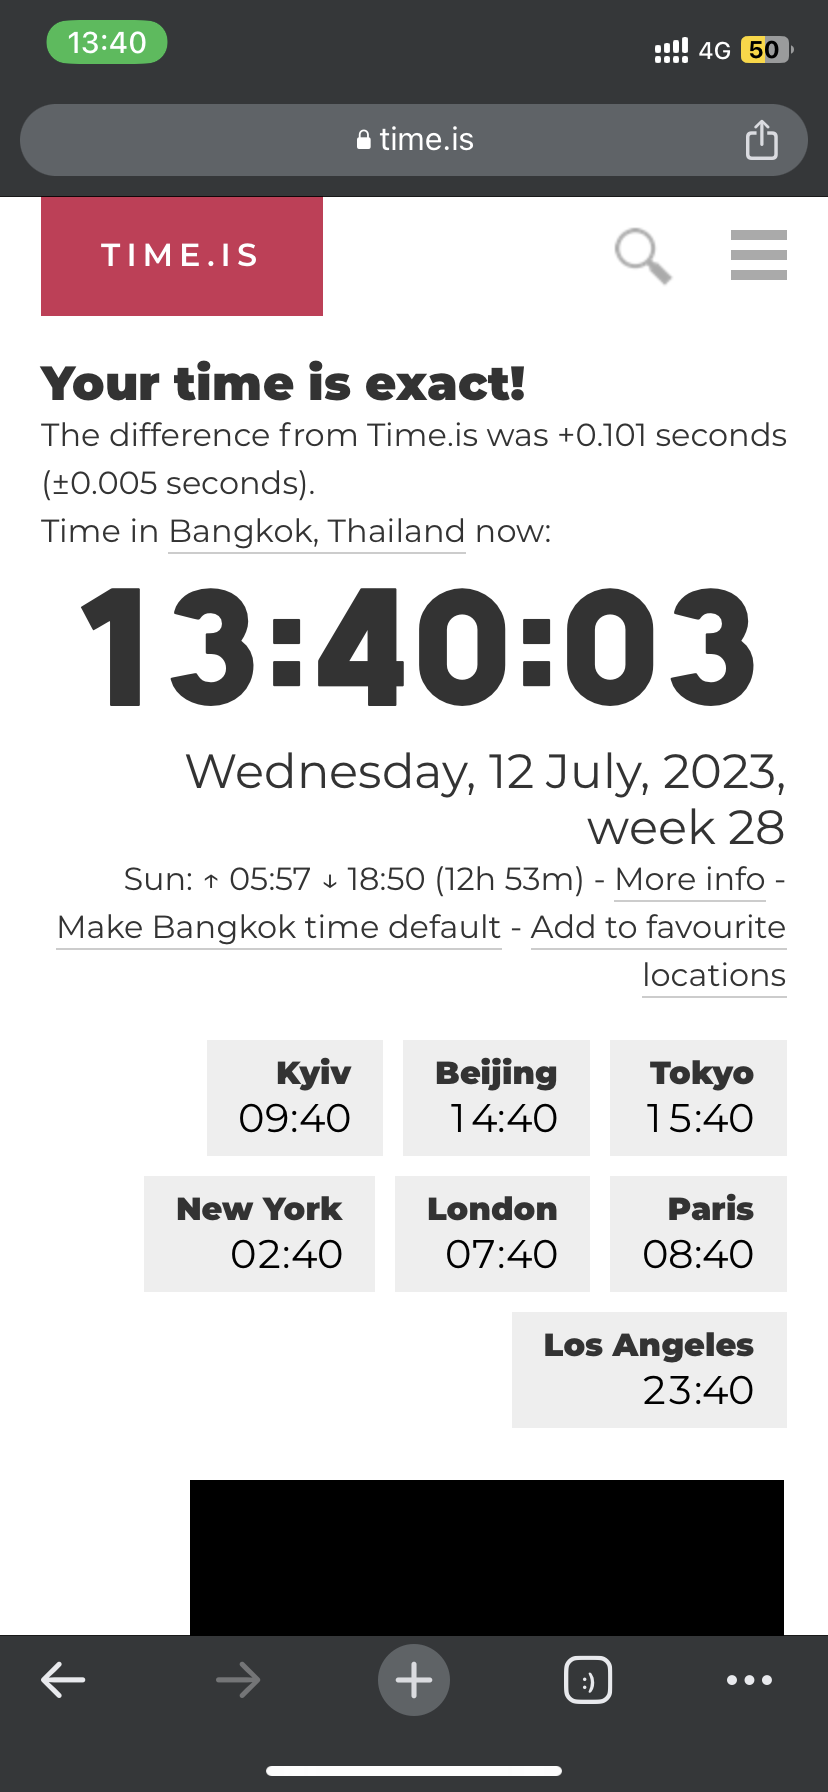 13:40
4G 50
time.is
TIME.IS
Your time is exact!
The difference from Time.is was +0.101 seconds
(±0.005 seconds).
Time in Bangkok, Thailand now:
13:40:03
Wednesday, 12 July, 2023,
week 28
Sun: ↑ 05:57 ↓ 18:50 (12h 53m) - More info -
Make Bangkok time default - Add to favourite
locations
Kyiv Beijing Tokyo
09:40 14:40 15:40
New York London Paris
02:40 07:40 08:40
Los Angeles
23:40
:)